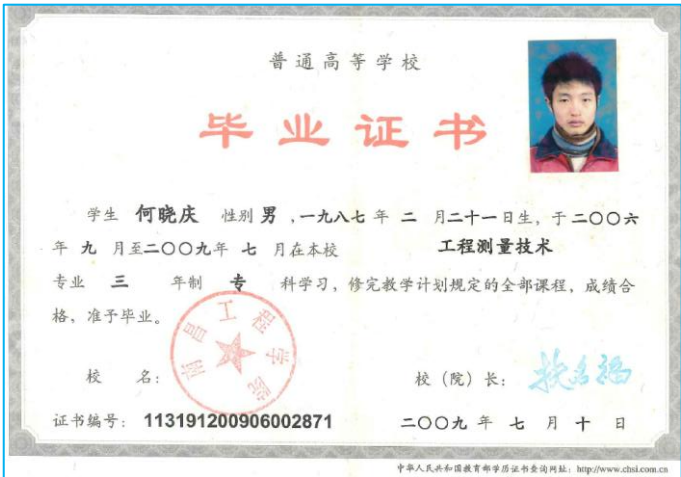 普通高等学校
毕业证书
学生 何晓庆 性别 男 ,一九八七 年 二 月二十一日生，于 二〇〇六
年 九 月至二〇〇九年 七 月在本校 工程测量技术
专业 三 年制 专 科学习，修完教学计划规定的全部课程，成绩合
格，准予毕业。
南昌工程学院
校 名：
校（院）长：
证书编号： 113191200906002871
二〇〇九 年 七 月 十 日
中华人民共和国教育部学历证书查询网址：http://www.chsi.com.cn